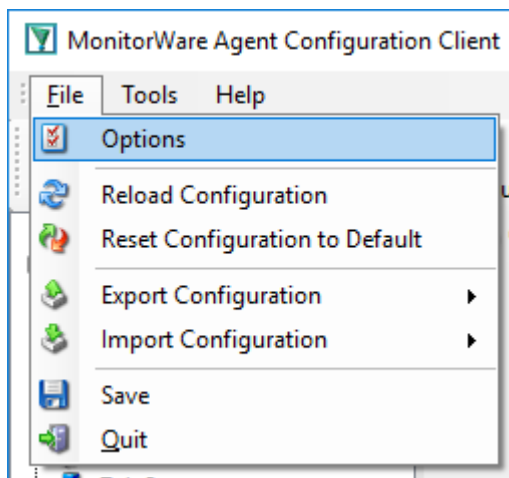 MonitorWare Agent Configuration Client
File Tools Help
Options
Reload Configuration
Reset Configuration to Default
Export Configuration
Import Configuration
Save
Quit